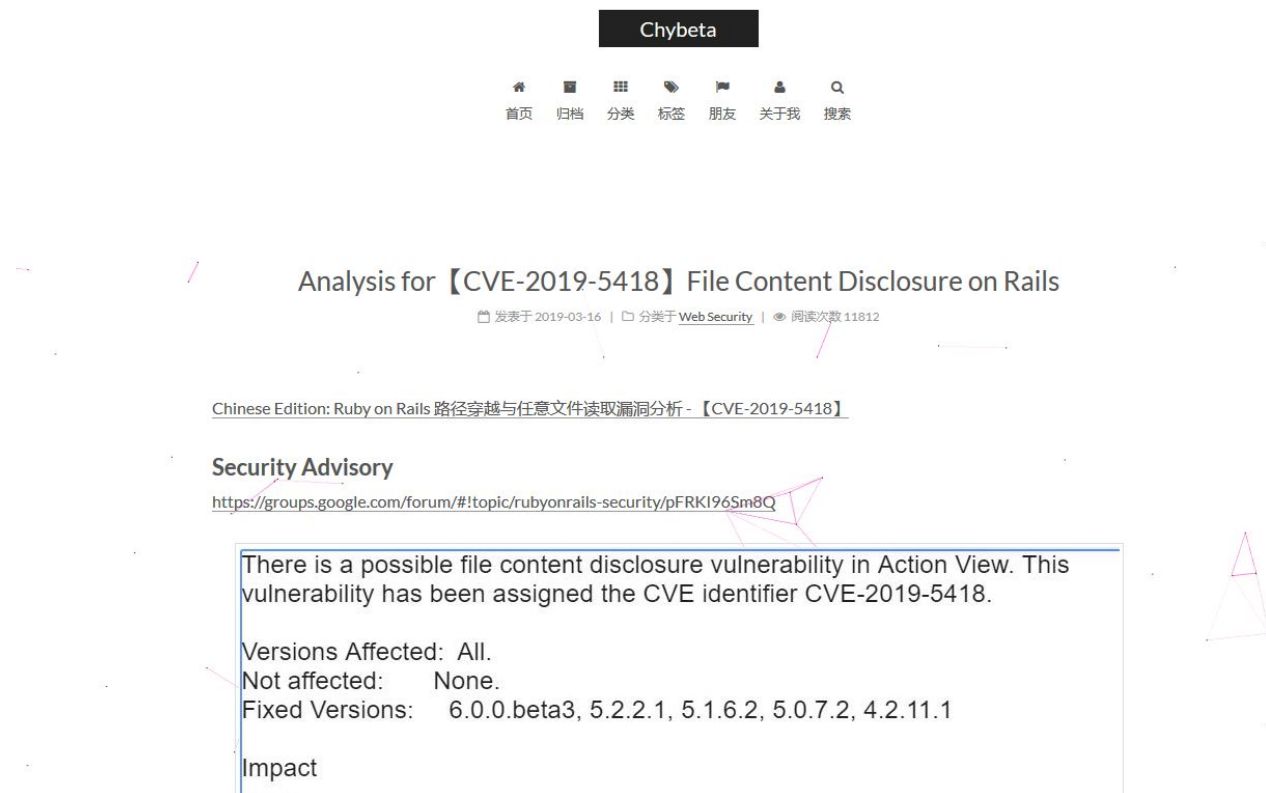 Chybeta
首页 归档 分类 标签 朋友 关于我 搜索
Analysis for【CVE-2019-5418】File Content Disclosure on Rails
发表于 2019-03-16 | 分类于 Web Security | 阅读次数 11812
Chinese Edition: Ruby on Rails 路径穿越与任意文件读取漏洞分析 - 【CVE-2019-5418】
Security Advisory
https://groups.google.com/forum/#!topic/rubyonrails-security/pFRKI96Sm8Q
There is a possible file content disclosure vulnerability in Action View. This
vulnerability has been assigned the CVE identifier CVE-2019-5418.
Versions Affected: All.
Not affected: None.
Fixed Versions: 6.0.0.beta3, 5.2.2.1, 5.1.6.2, 5.0.7.2, 4.2.11.1
Impact